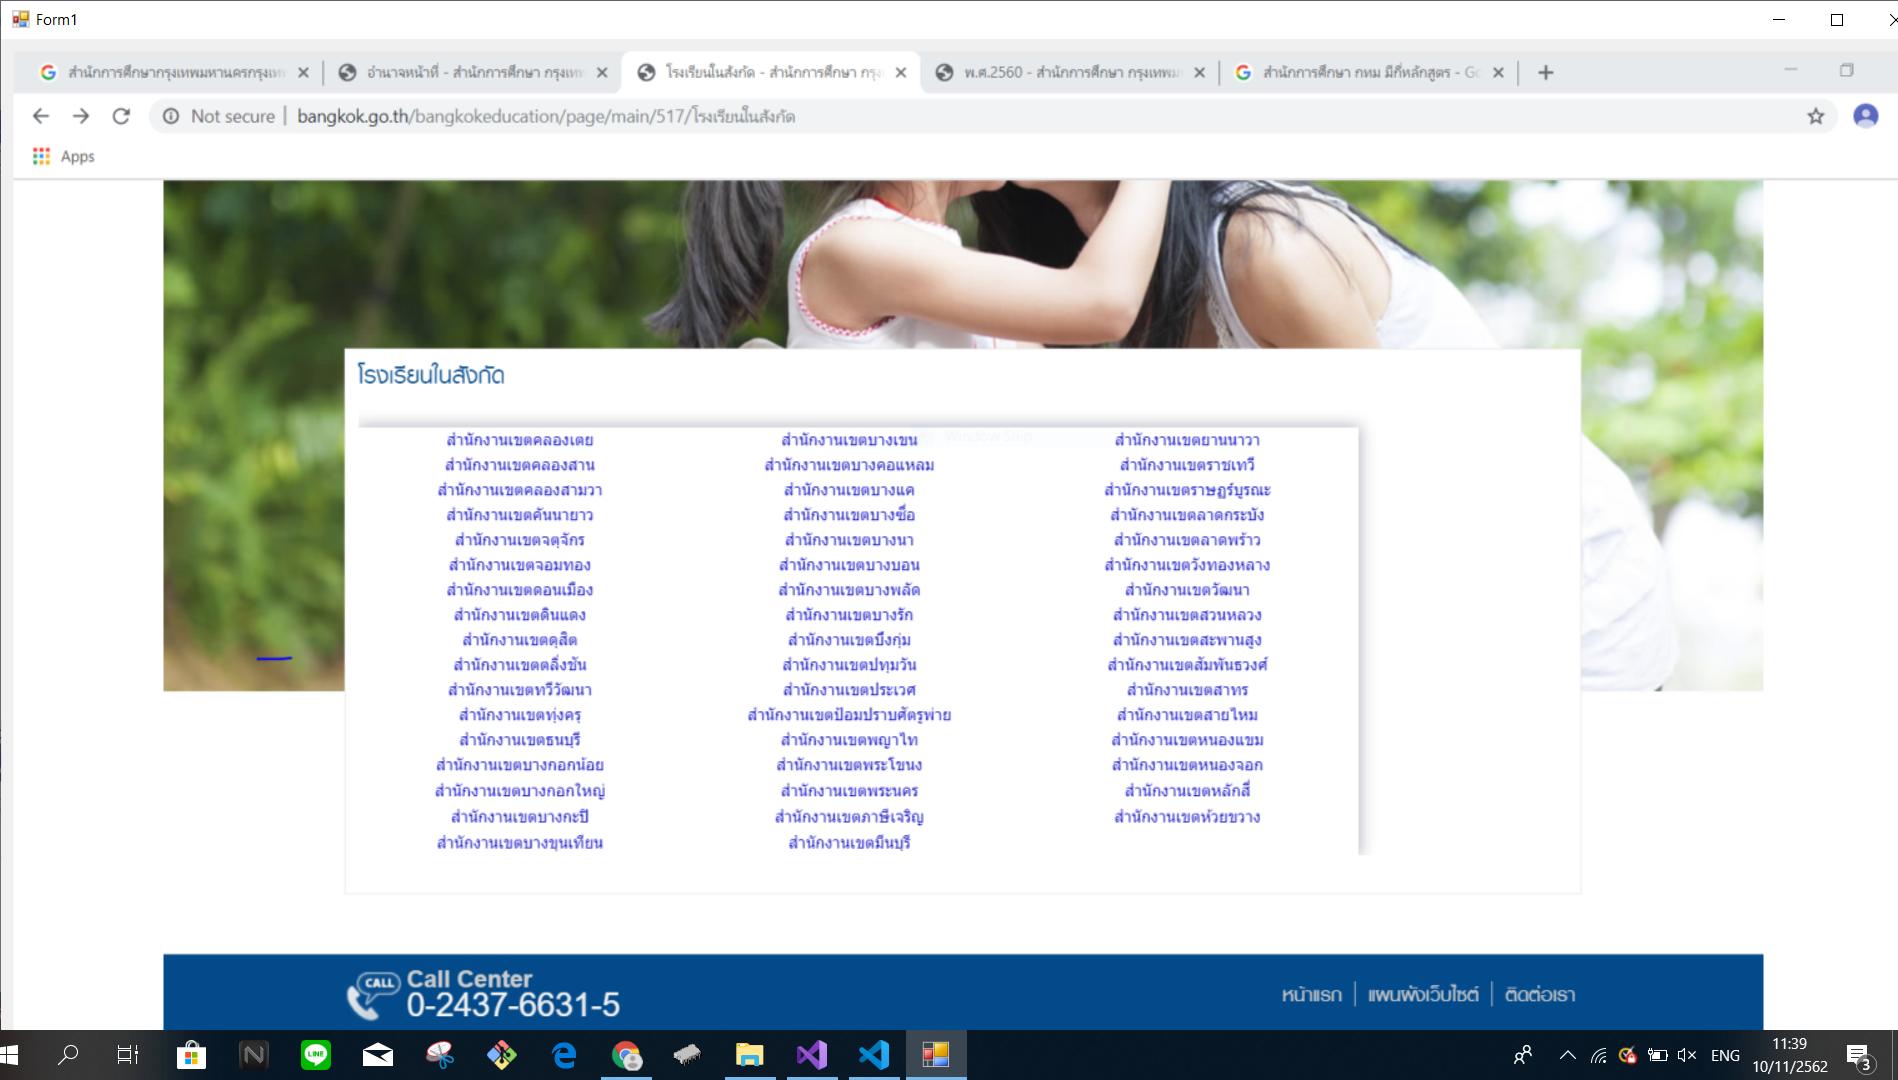 Form1
สำนักการศึกษากรุงเทพมหานครกรุงเทพ
อำนาจหน้าที่ - สำนักการศึกษา กรุงเทพ
โรงเรียนในสังกัด - สำนักการศึกษา กรุง
พ.ศ.2560 - สำนักการศึกษา กรุงเทพม
สำนักการศึกษา กทม มีกี่หลักสูตร - Go
Not secure | bangkok.go.th/bangkokeducation/page/main/517/โรงเรียนในสังกัด
Apps
โรงเรียนในสังกัด
Window Snip
สำนักงานเขตคลองเตย สำนักงานเขตบางเขน สำนักงานเขตยานนาวา
สำนักงานเขตคลองสาน สำนักงานเขตบางคอแหลม สำนักงานเขตราชเทวี
สำนักงานเขตคลองสามวา สำนักงานเขตบางแค สำนักงานเขตราษฎร์บูรณะ
สำนักงานเขตคันนายาว สำนักงานเขตบางซื่อ สำนักงานเขตลาดกระบัง
สำนักงานเขตจตุจักร สำนักงานเขตบางนา สำนักงานเขตลาดพร้าว
สำนักงานเขตจอมทอง สำนักงานเขตบางบอน สำนักงานเขตวังทองหลาง
สำนักงานเขตดอนเมือง สำนักงานเขตบางพลัด สำนักงานเขตวัฒนา
สำนักงานเขตดินแดง สำนักงานเขตบางรัก สำนักงานเขตสวนหลวง
สำนักงานเขตดุสิต สำนักงานเขตบึงกุ่ม สำนักงานเขตสะพานสูง
สำนักงานเขตตลิ่งชัน สำนักงานเขตปทุมวัน สำนักงานเขตสัมพันธวงศ์
สำนักงานเขตทวีวัฒนา สำนักงานเขตประเวศ สำนักงานเขตสาทร
สำนักงานเขตทุ่งครุ สำนักงานเขตป้อมปราบศัตรูพ่าย สำนักงานเขตสายไหม
สำนักงานเขตธนบุรี สำนักงานเขตพญาไท สำนักงานเขตหนองแขม
สำนักงานเขตบางกอกน้อย สำนักงานเขตพระโขนง สำนักงานเขตหนองจอก
สำนักงานเขตบางกอกใหญ่ สำนักงานเขตพระนคร สำนักงานเขตหลักสี่
สำนักงานเขตบางกะปิ สำนักงานเขตภาษีเจริญ สำนักงานเขตห้วยขวาง
สำนักงานเขตบางขุนเทียน สำนักงานเขตมีนบุรี
CALL Call Center
0-2437-6631-5
หน้าแรก | แผนผังเว็บไซต์ | ติดต่อเรา
LINE
ENG
11:39
10/11/2562
3